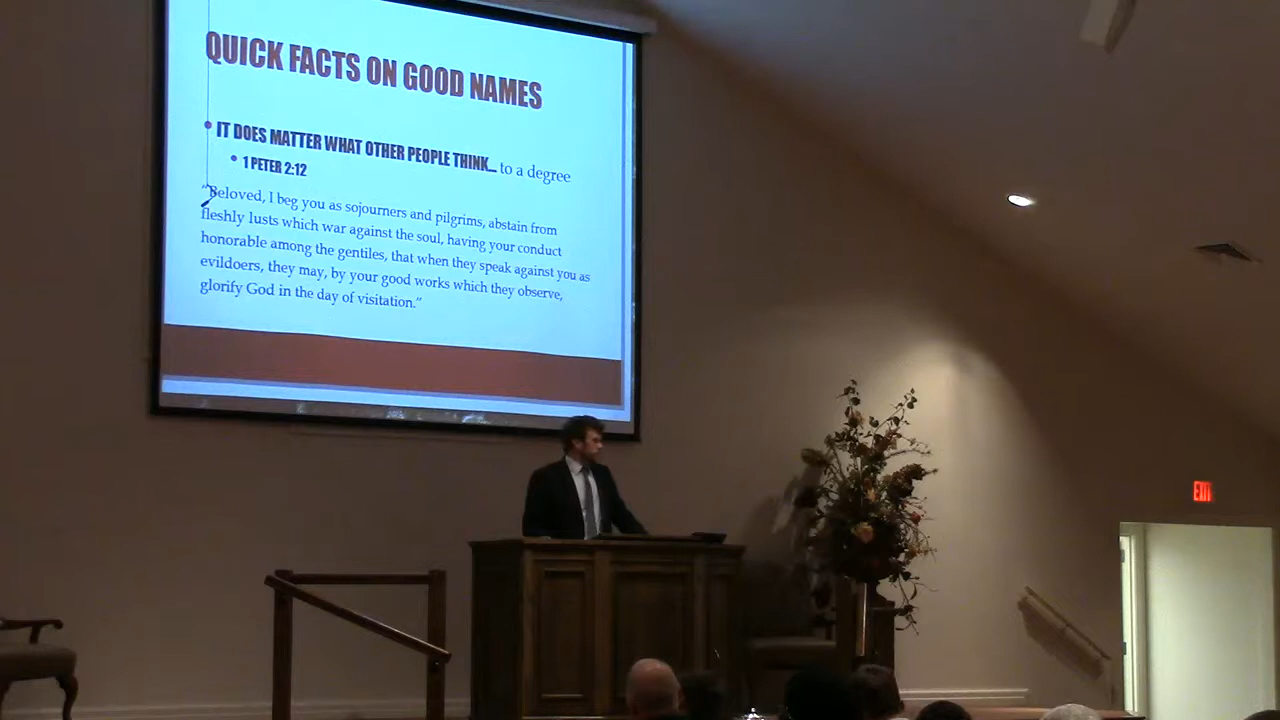 QUICK FACTS ON GOOD NAMES
• IT DOES MATTER WHAT OTHER PEOPLE THINK... to a degree
• 1 PETER 2:12
“Beloved, I beg you as sojourners and pilgrims, abstain from
fleshly lusts which war against the soul, having your conduct
honorable among the gentiles, that when they speak against you as
evildoers, they may, by your good works which they observe,
glorify God in the day of visitation.”
EXIT